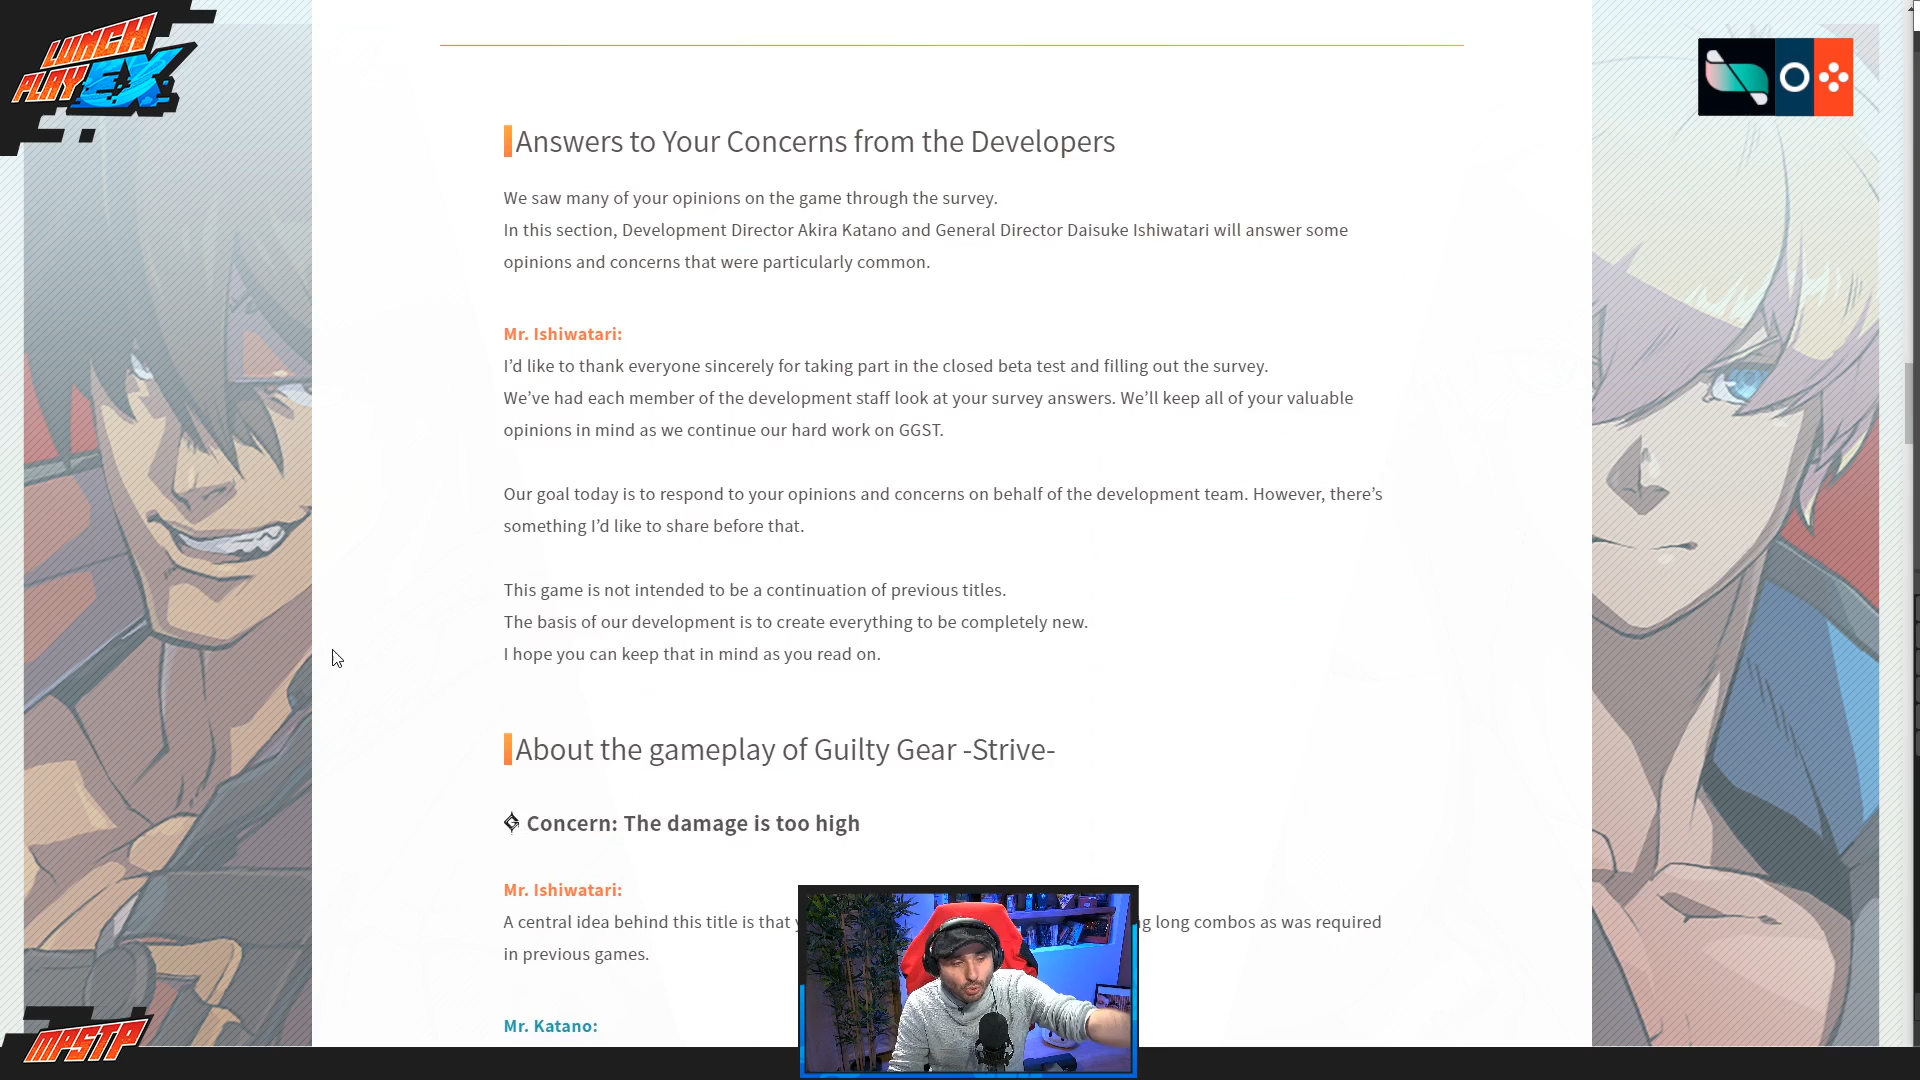 LUNCH
PLAY EX
Answers to Your Concerns from the Developers
We saw many of your opinions on the game through the survey.
In this section, Development Director Akira Katano and General Director Daisuke Ishiwatari will answer some
opinions and concerns that were particularly common.
Mr. Ishiwatari:
I’d like to thank everyone sincerely for taking part in the closed beta test and filling out the survey.
We’ve had each member of the development staff look at your survey answers. We’ll keep all of your valuable
opinions in mind as we continue our hard work on GGST.
Our goal today is to respond to your opinions and concerns on behalf of the development team. However, there’s
something I’d like to share before that.
This game is not intended to be a continuation of previous titles.
The basis of our development is to create everything to be completely new.
I hope you can keep that in mind as you read on.
About the gameplay of Guilty Gear -Strive-
Concern: The damage is too high
Mr. Ishiwatari:
A central idea behind this title is that long combos as was required
in previous games.
Mr. Katano:
MPSTP